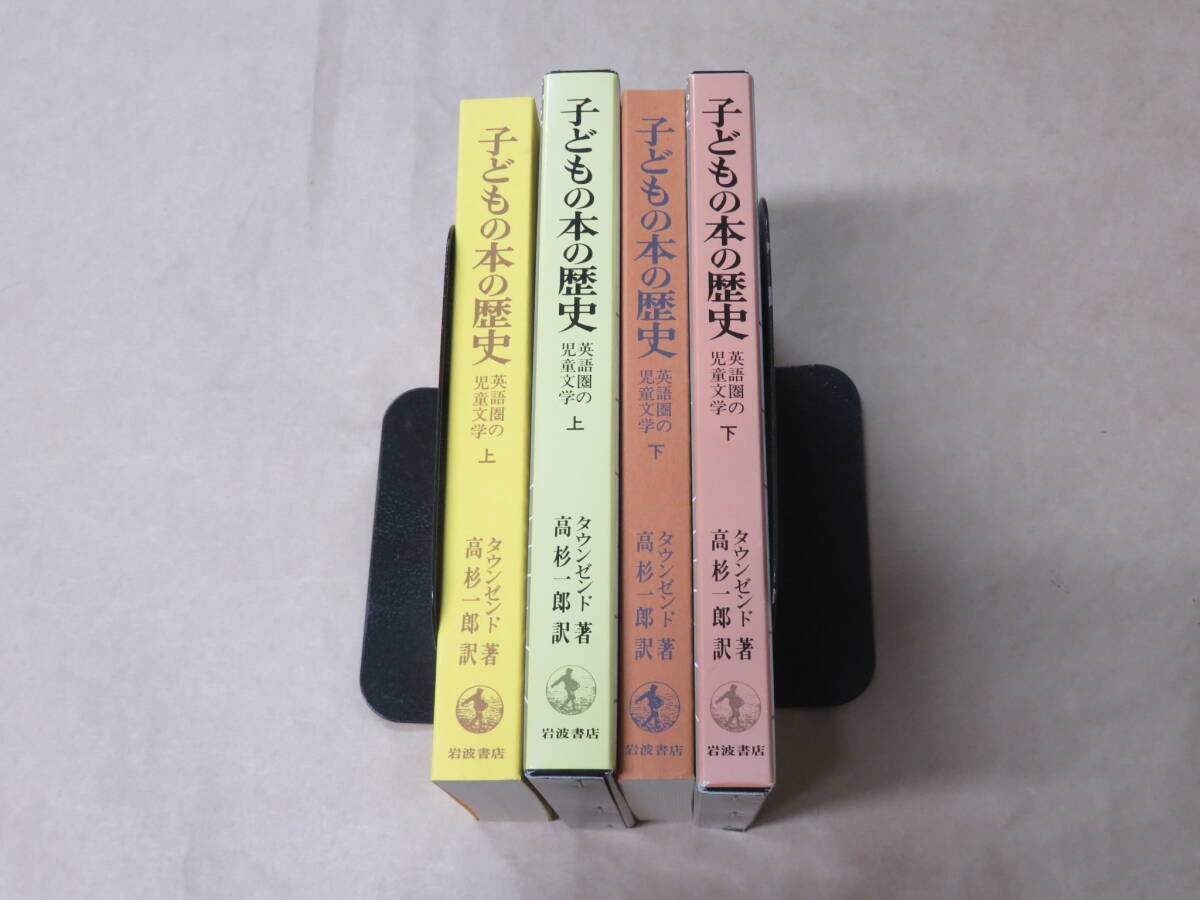 子どもの本の歴史
英語圏の
児童文学
上
タウンゼンド著
高杉一郎訳
岩波書店
子どもの本の歴史
英語圏の
児童文学
上
タウンゼンド著
高杉一郎訳
岩波書店
子どもの本の歴史
英語圏の
児童文学
下
タウンゼンド著
高杉一郎訳
岩波書店
子どもの本の歴史
英語圏の
児童文学
下
タウンゼンド著
高杉一郎訳
岩波書店